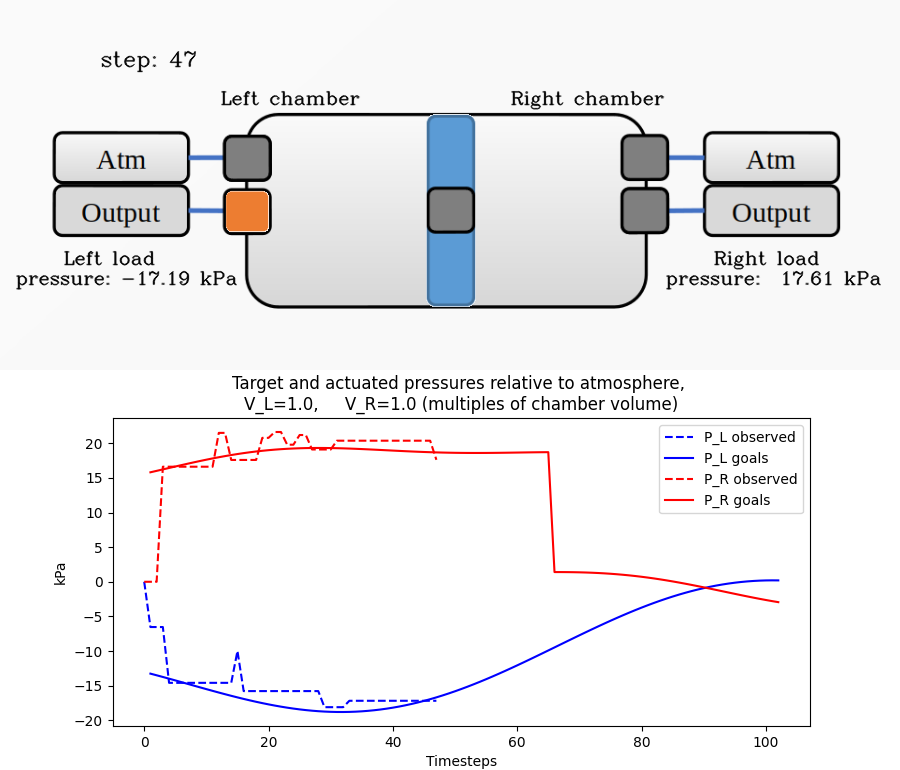 step: 47
Left chamber
Right chamber
Atm
Atm
Output
Output
Left load
pressure: −17.19 kPa
Right load
pressure: 17.61 kPa
Target and actuated pressures relative to atmosphere,
V_L=1.0, V_R=1.0 (multiples of chamber volume)
P_L observed
P_L goals
P_R observed
P_R goals
kPa
20
15
10
5
0
−5
−10
−15
−20
0 20 40 60 80 100
Timesteps